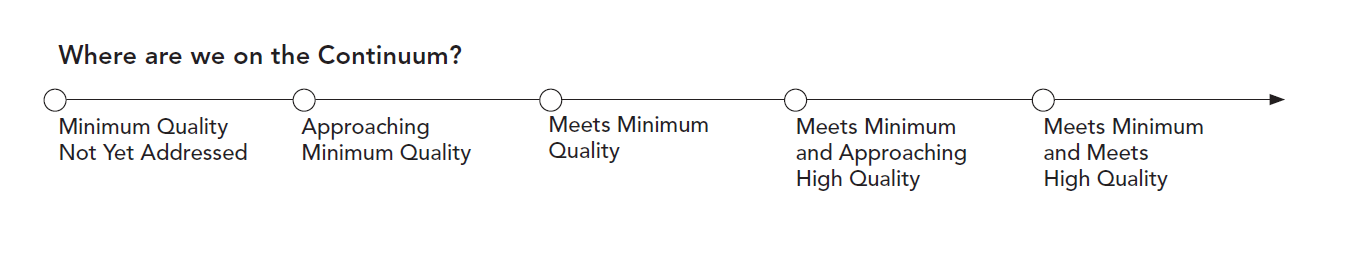 Where are we on the Continuum?
Minimum Quality
Not Yet Addressed
Approaching
Minimum Quality
Meets Minimum
Quality
Meets Minimum
and Approaching
High Quality
Meets Minimum
and Meets
High Quality